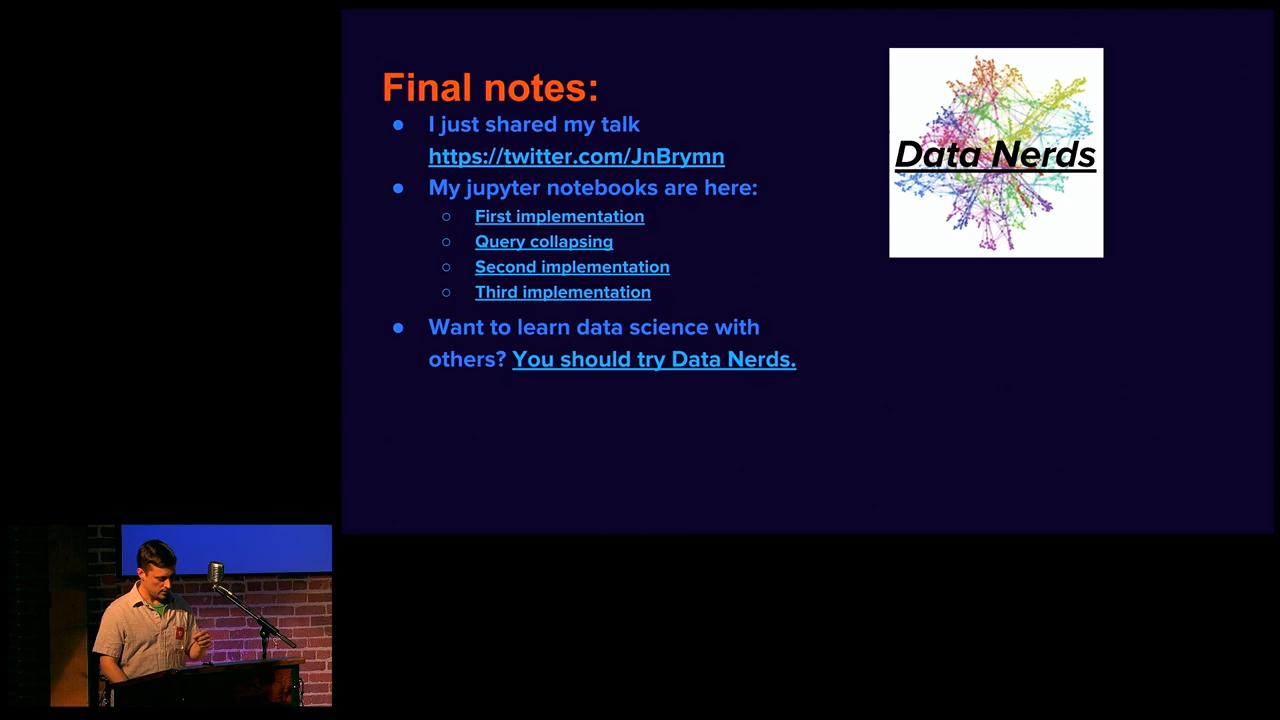 Final notes:
● I just shared my talk
https://twitter.com/JnBrymn
● My jupyter notebooks are here:
○ First implementation
○ Query collapsing
○ Second implementation
○ Third implementation
● Want to learn data science with
others? You should try Data Nerds.
Data Nerds